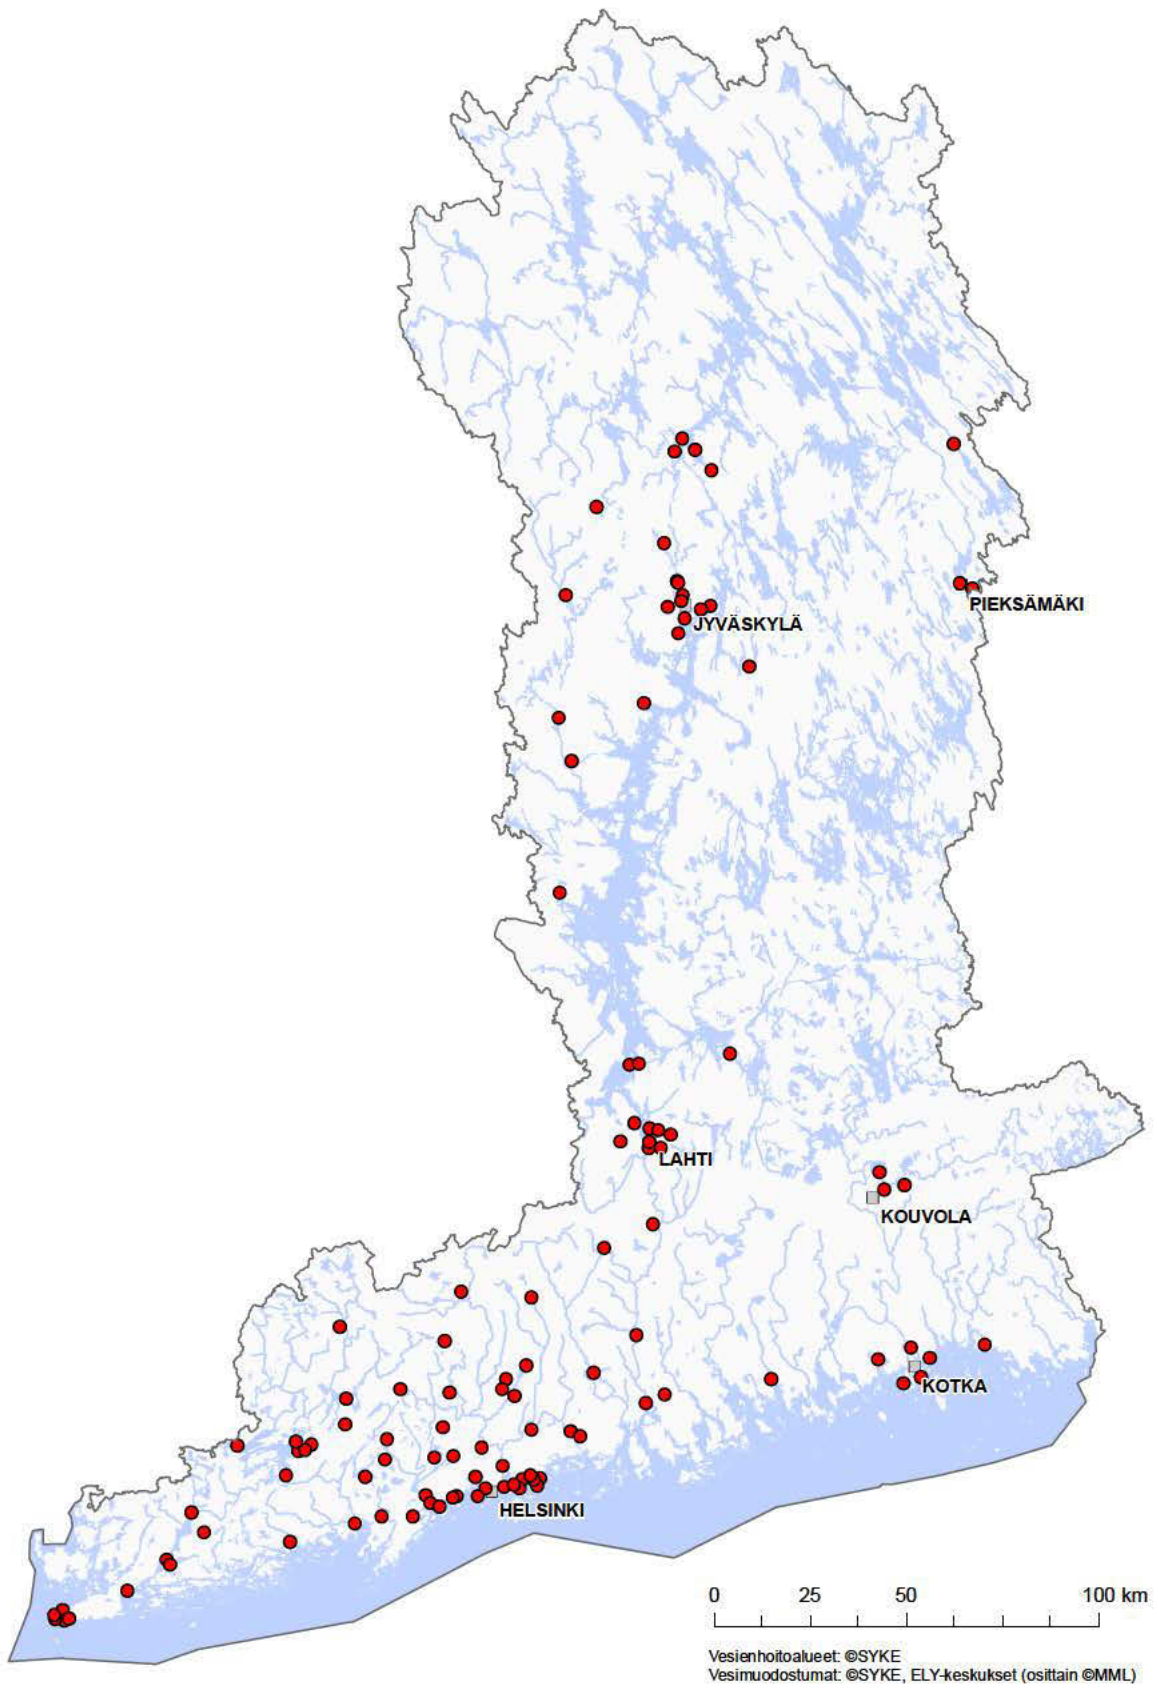 PIEKSÄMÄKI
JYVÄSKYLÄ
LAHTI
KOUVOLA
KOTKA
HELSINKI
0 25 50 100 km
Vesienhoitoalueet: ©SYKE
Vesimuodostumat: ©SYKE, ELY-keskukset (osittain ©MML)